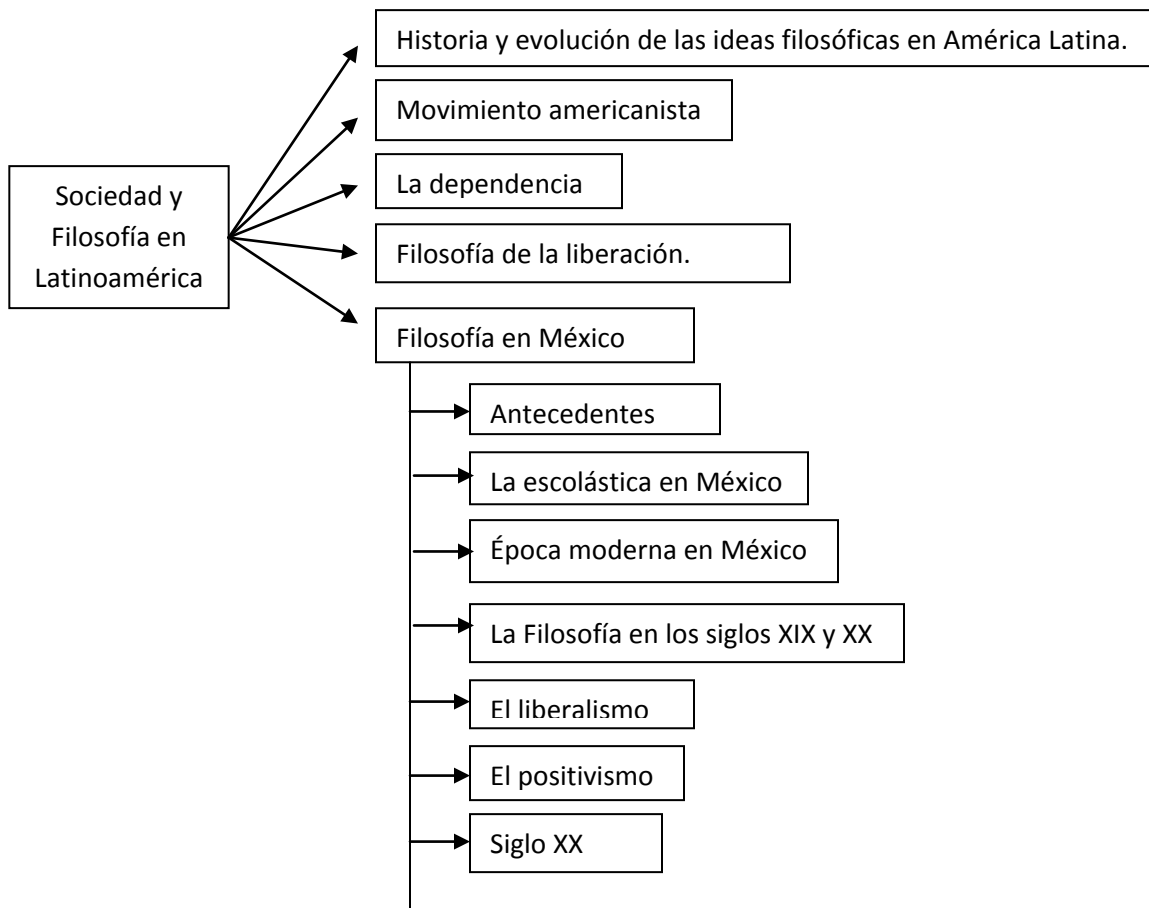 Historia y evolución de las ideas filosóficas en América Latina.
Movimiento americanista
Sociedad y
Filosofía en
Latinoamérica
La dependencia
Filosofía de la liberación.
Filosofía en México
Antecedentes
La escolástica en México
Época moderna en México
La Filosofía en los siglos XIX y XX
El liberalismo
El positivismo
Siglo XX